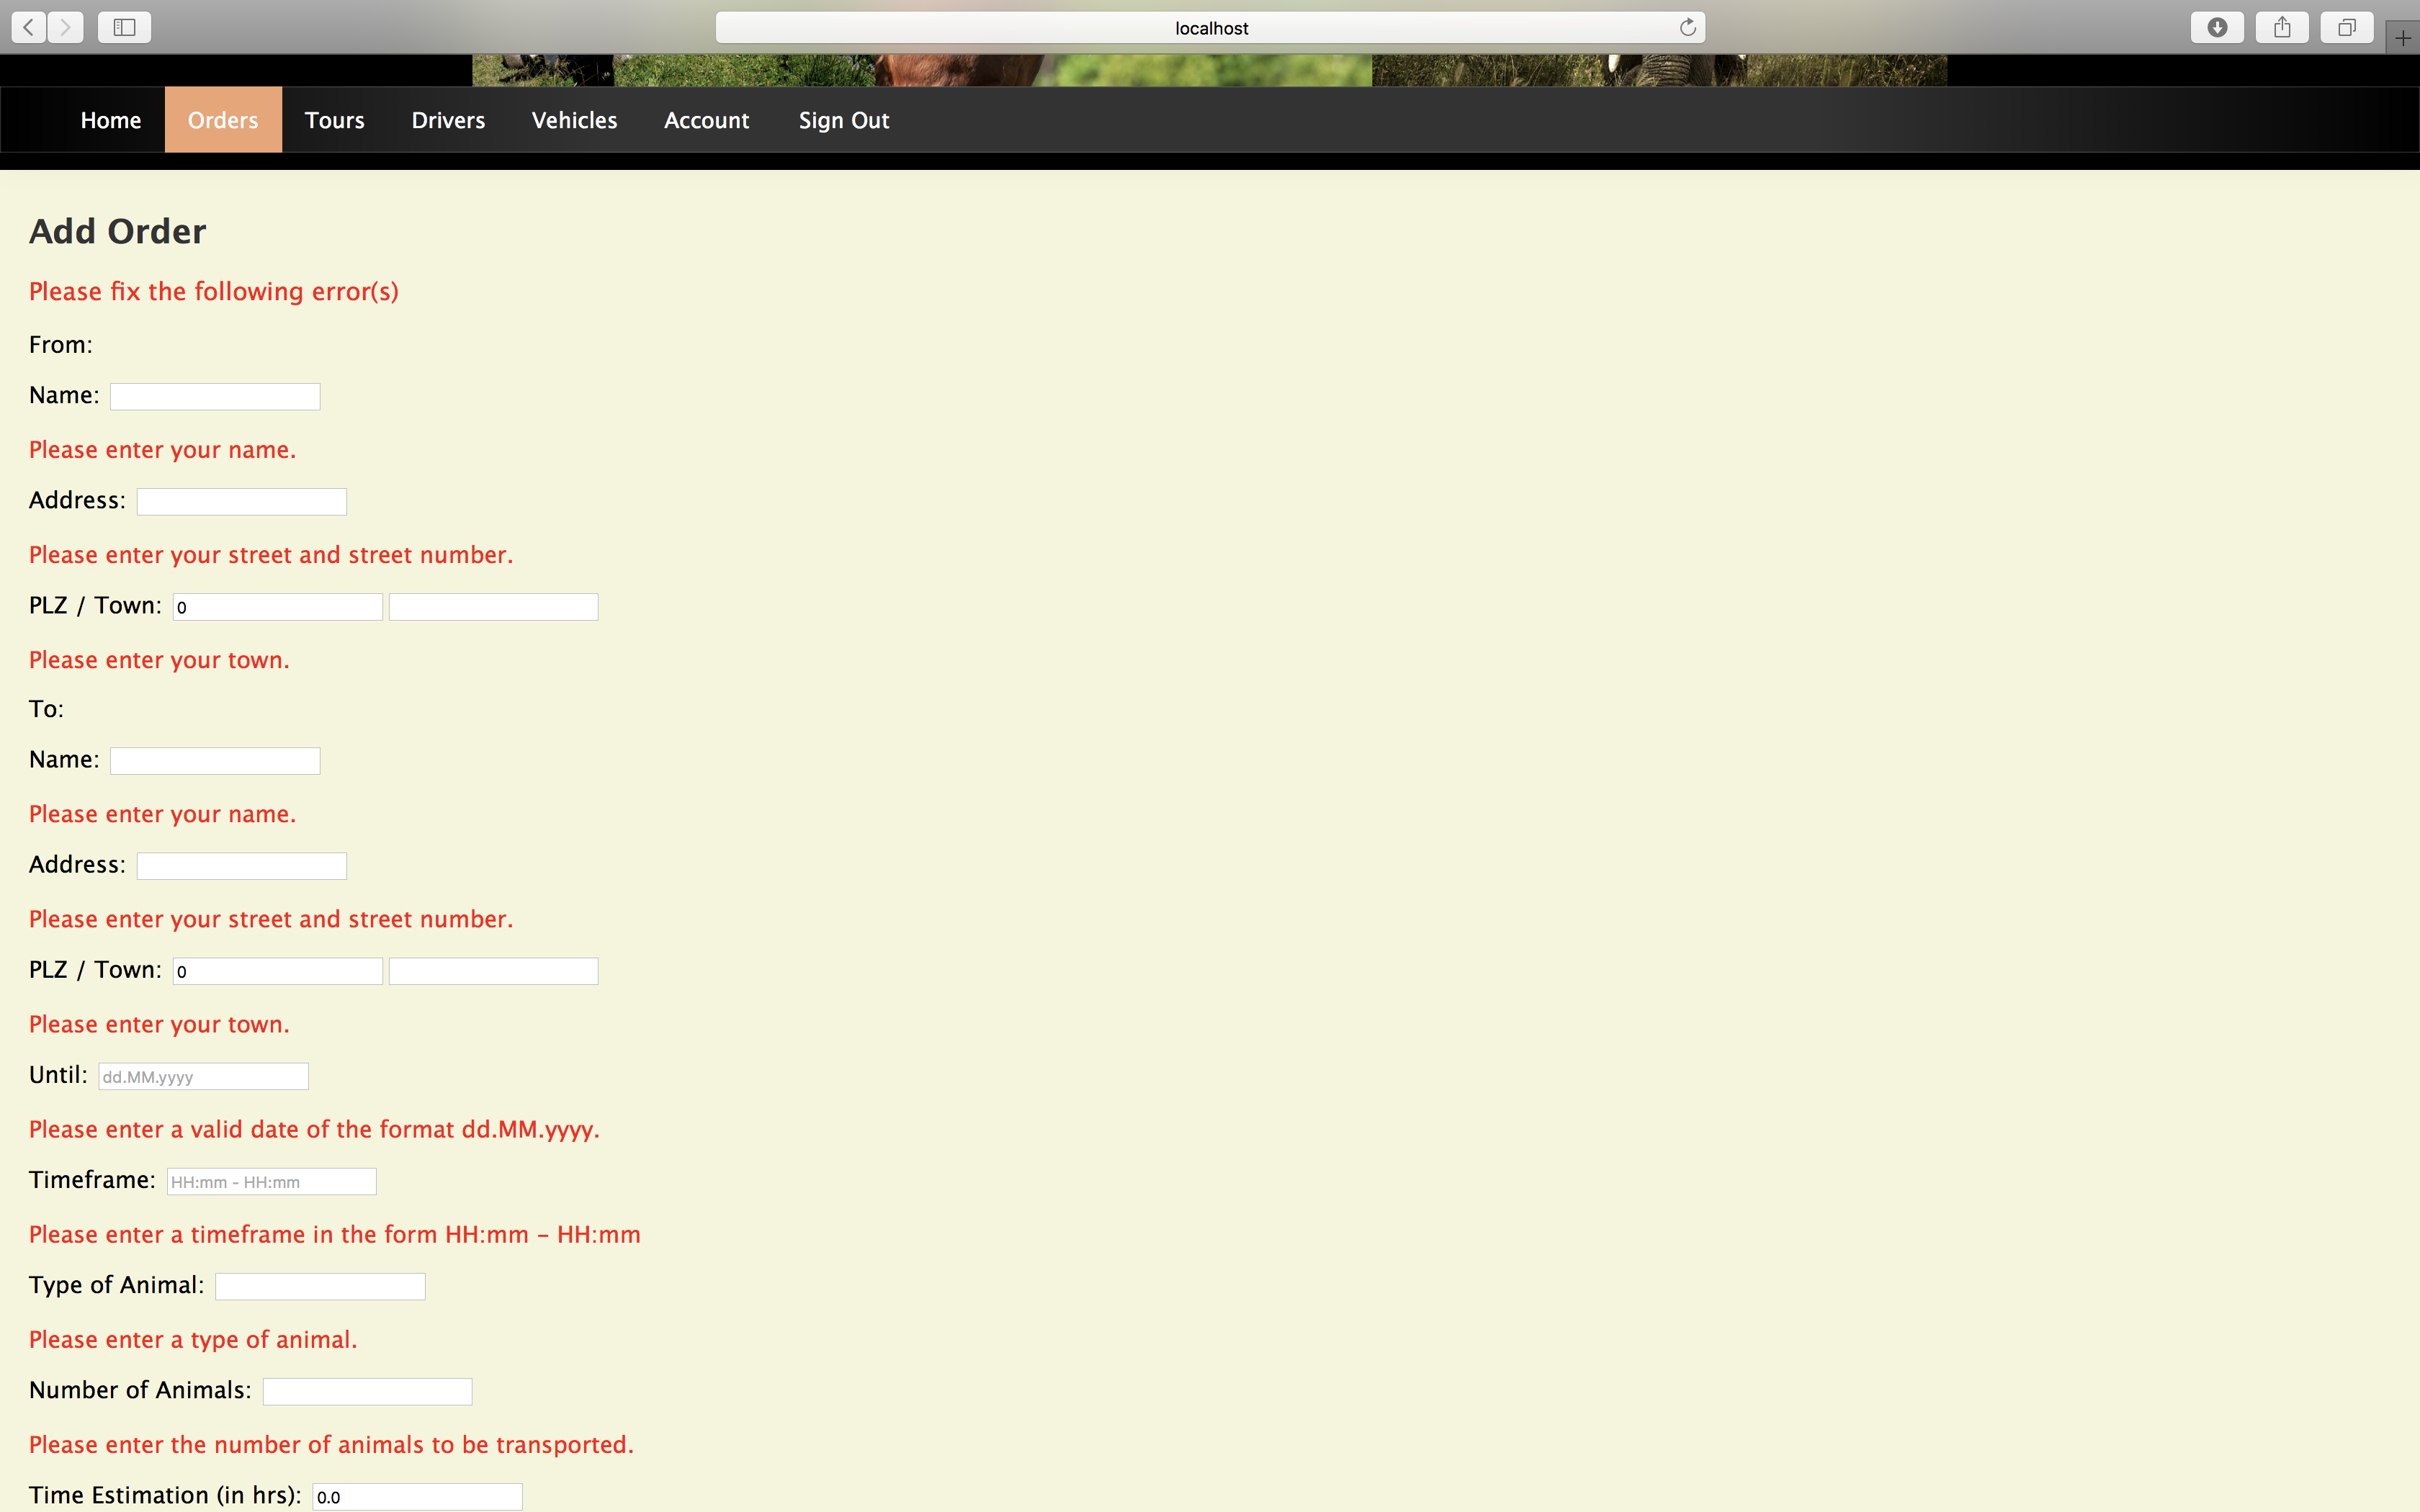 localhost
Home Orders Tours Drivers Vehicles Account Sign Out
Add Order
Please fix the following error(s)
From:
Name:
Please enter your name.
Address:
Please enter your street and street number.
PLZ / Town: 0
Please enter your town.
To:
Name:
Please enter your name.
Address:
Please enter your street and street number.
PLZ / Town: 0
Please enter your town.
Until: dd.MM.yyyy
Please enter a valid date of the format dd.MM.yyyy.
Timeframe: HH:mm - HH:mm
Please enter a timeframe in the form HH:mm - HH:mm
Type of Animal:
Please enter a type of animal.
Number of Animals:
Please enter the number of animals to be transported.
Time Estimation (in hrs): 0.0